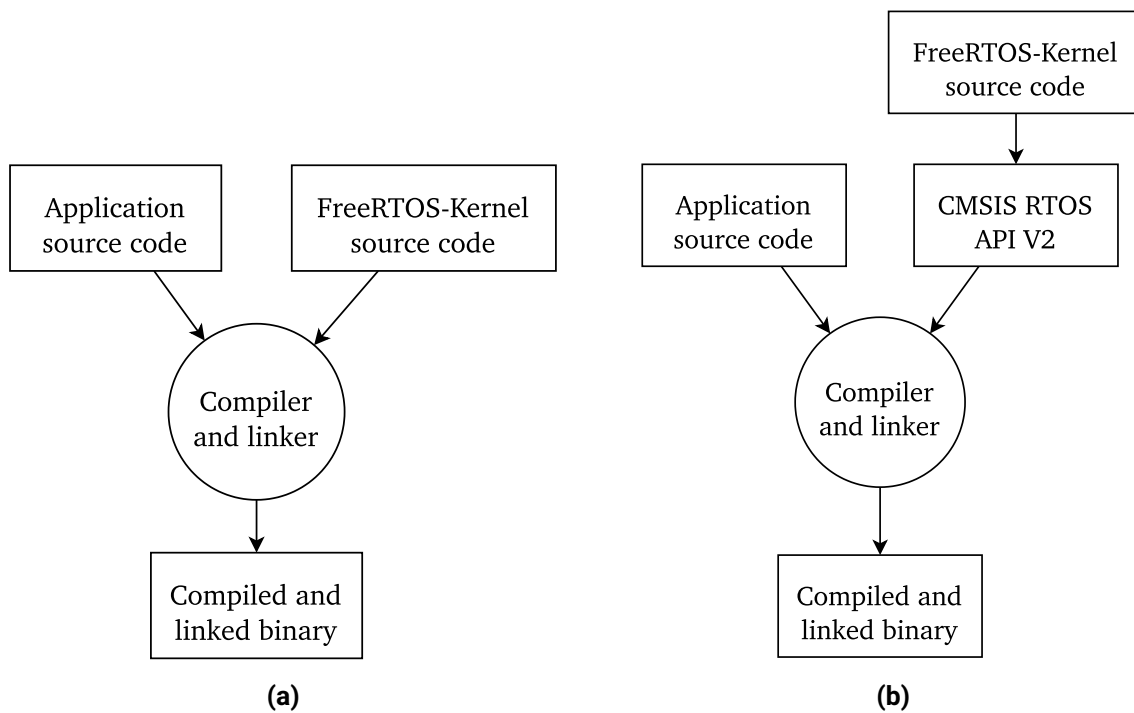 Application
source code
FreeRTOS-Kernel
source code
Compiler
and linker
Compiled and
linked binary
(a)
FreeRTOS-Kernel
source code
Application
source code
CMSIS RTOS
API V2
Compiler
and linker
Compiled and
linked binary
(b)